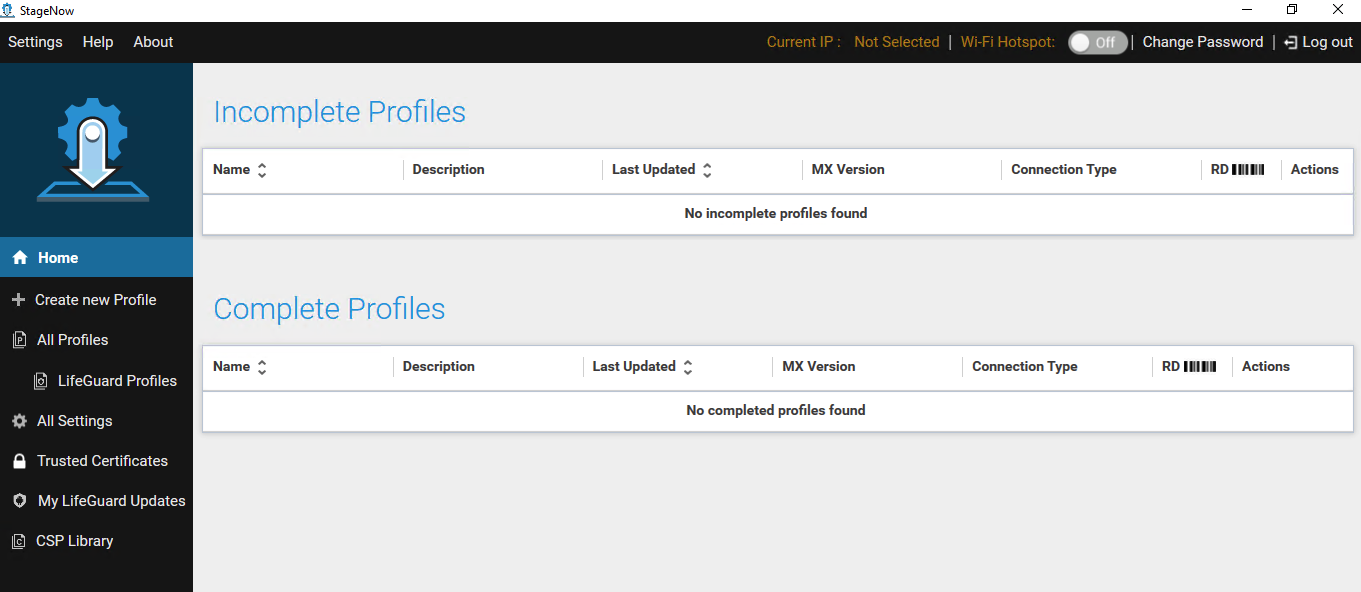 StageNow
Settings Help About Current IP : Not Selected | Wi-Fi Hotspot: Off | Change Password | Log out
Incomplete Profiles
Name Description Last Updated MX Version Connection Type RD Actions
No incomplete profiles found
Home
Create new Profile
All Profiles
LifeGuard Profiles
All Settings
Trusted Certificates
My LifeGuard Updates
CSP Library
Complete Profiles
Name Description Last Updated MX Version Connection Type RD Actions
No completed profiles found